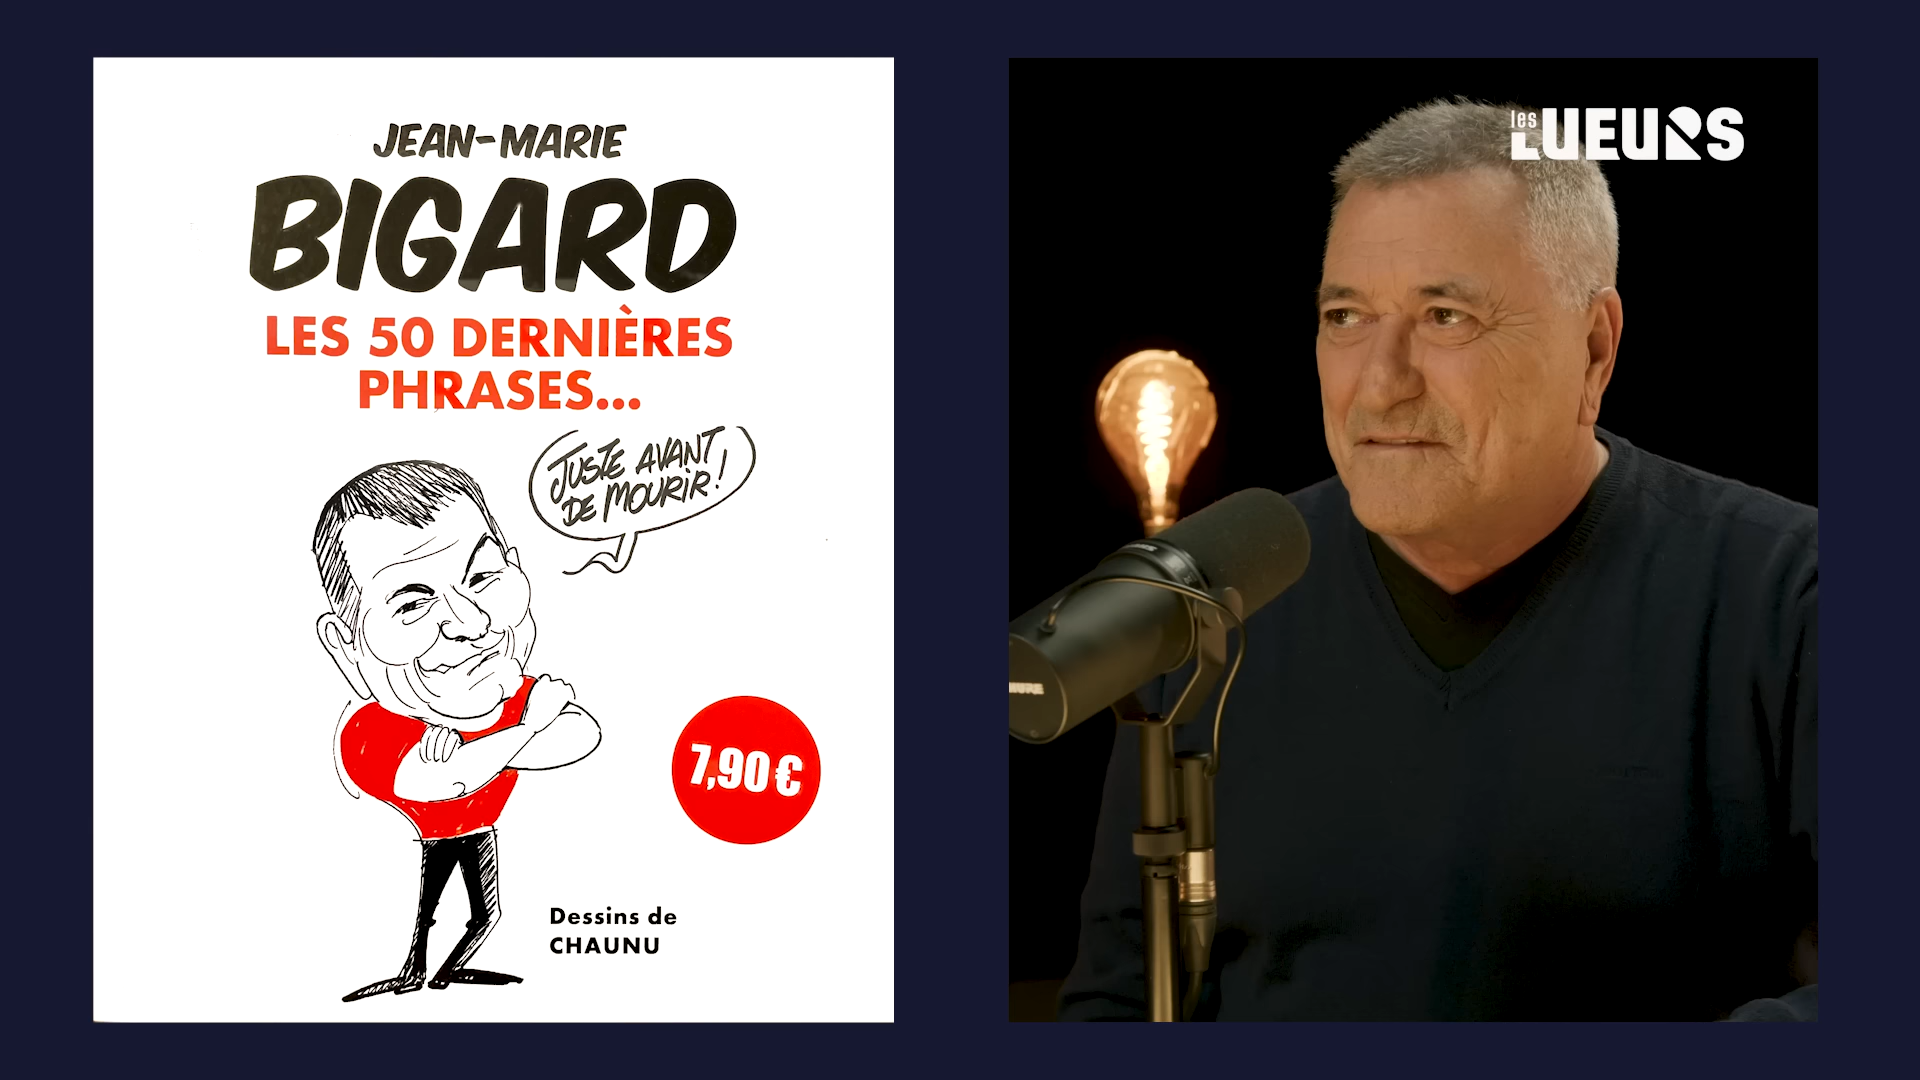 JEAN-MARIE
BIGARD
LES 50 DERNIÈRES
PHRASES...
JUSTE AVANT
DE MOURIR!
7,90 €
Dessins de
CHAUNU
les LUEURS